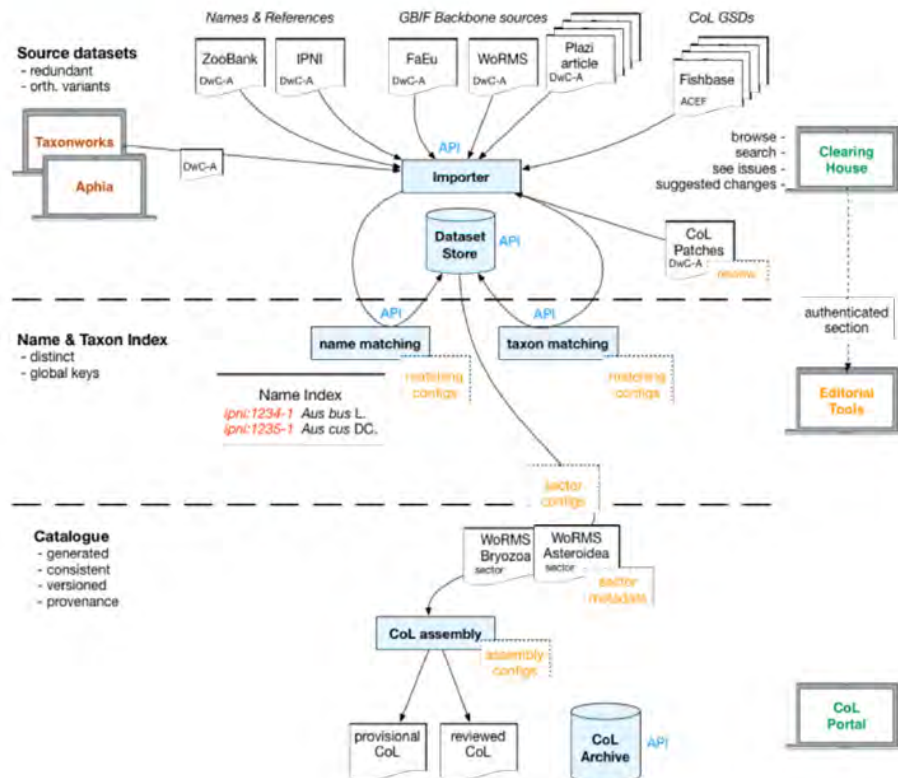 Names & References
GBIF Backbone sources
CoL GSDs
Source datasets
- redundant
- orth. variants
ZooBank
DwC-A
IPNI
DwC-A
FaEu
DwC-A
WoRMS
DwC-A
Plazi
article
DwC-A
Fishbase
ACEF
Taxonworks
Aphia
DwC-A
API
Importer
browse -
search -
see issues -
suggested changes -
Clearing
House
Dataset
Store
API
CoL
Patches
DwC-A
review
API
API
authenticated
section
Name & Taxon Index
- distinct
- global keys
name matching
taxon matching
matching
configs
matching
configs
Name Index
ipni:1234-1 Aus bus L.
ipni:1235-1 Aus cus DC.
Editorial
Tools
sector
configs
Catalogue
- generated
- consistent
- versioned
- provenance
WoRMS
Bryozoa
sector
WoRMS
Asteroidea
sector
sector
metadata
CoL assembly
assembly
configs
provisional
CoL
reviewed
CoL
CoL
Archive
API
CoL
Portal